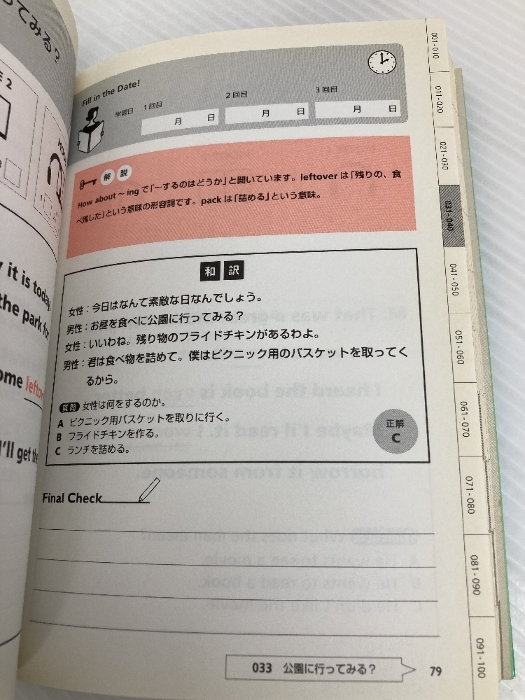 ってみる？
E 2
y it is today
the park for
ome lefto
I'll get the
Fill in the Date!
学習日 1回目 2回目 3回目
月 日 月 日 月 日
解説
How about ~ ing で「～するのはどうか」と聞いています。leftover は「残りの、食
べ残した」という意味の形容詞です。pack は「詰める」という意味。
和訳
女性：今日はなんて素敵な日なんでしょう。
男性：お昼を食べに公園に行ってみる？
女性：いいわね。残り物のフライドチキンがあるわよ。
男性：君は食べ物を詰めて。僕はピクニック用のバスケットを取ってく
るから。
質問 女性は何をするのか。
A ピクニック用バスケットを取りに行く。
B フライドチキンを作る。
C ランチを詰める。
正解
C
Final Check
033 公園に行ってみる？
79
001-010
011-020
021-030
031-040
041-050
051-060
061-070
071-080
081-090
091-100